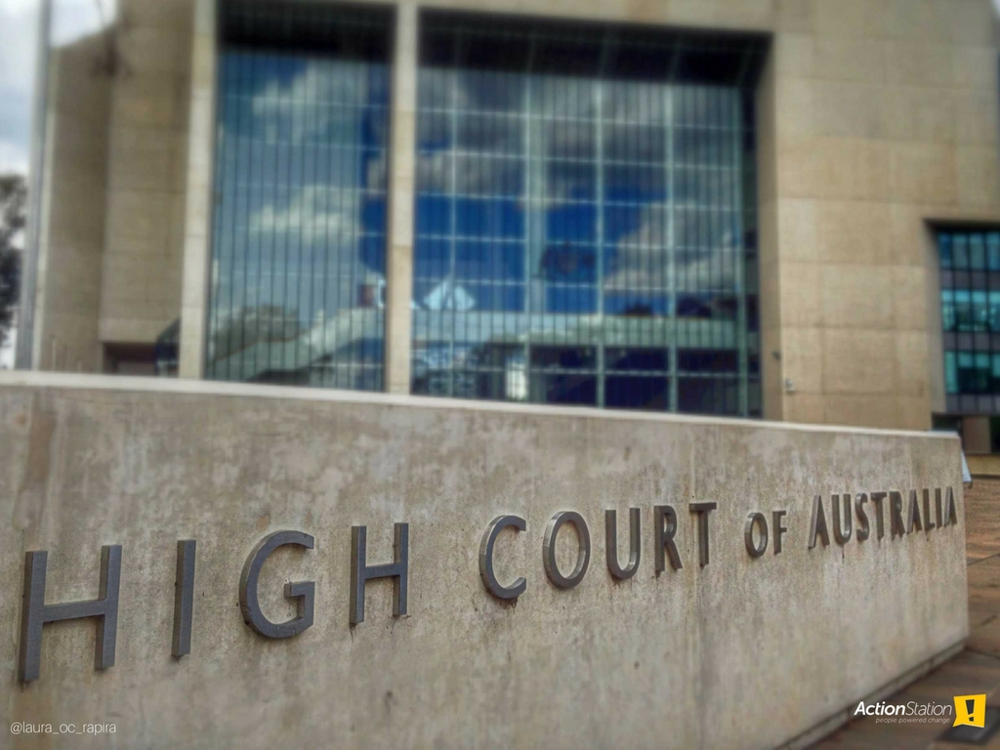 HIGH COURT OF AUSTRALIA
@laura_oc_rapira
ActionStation
people powered change